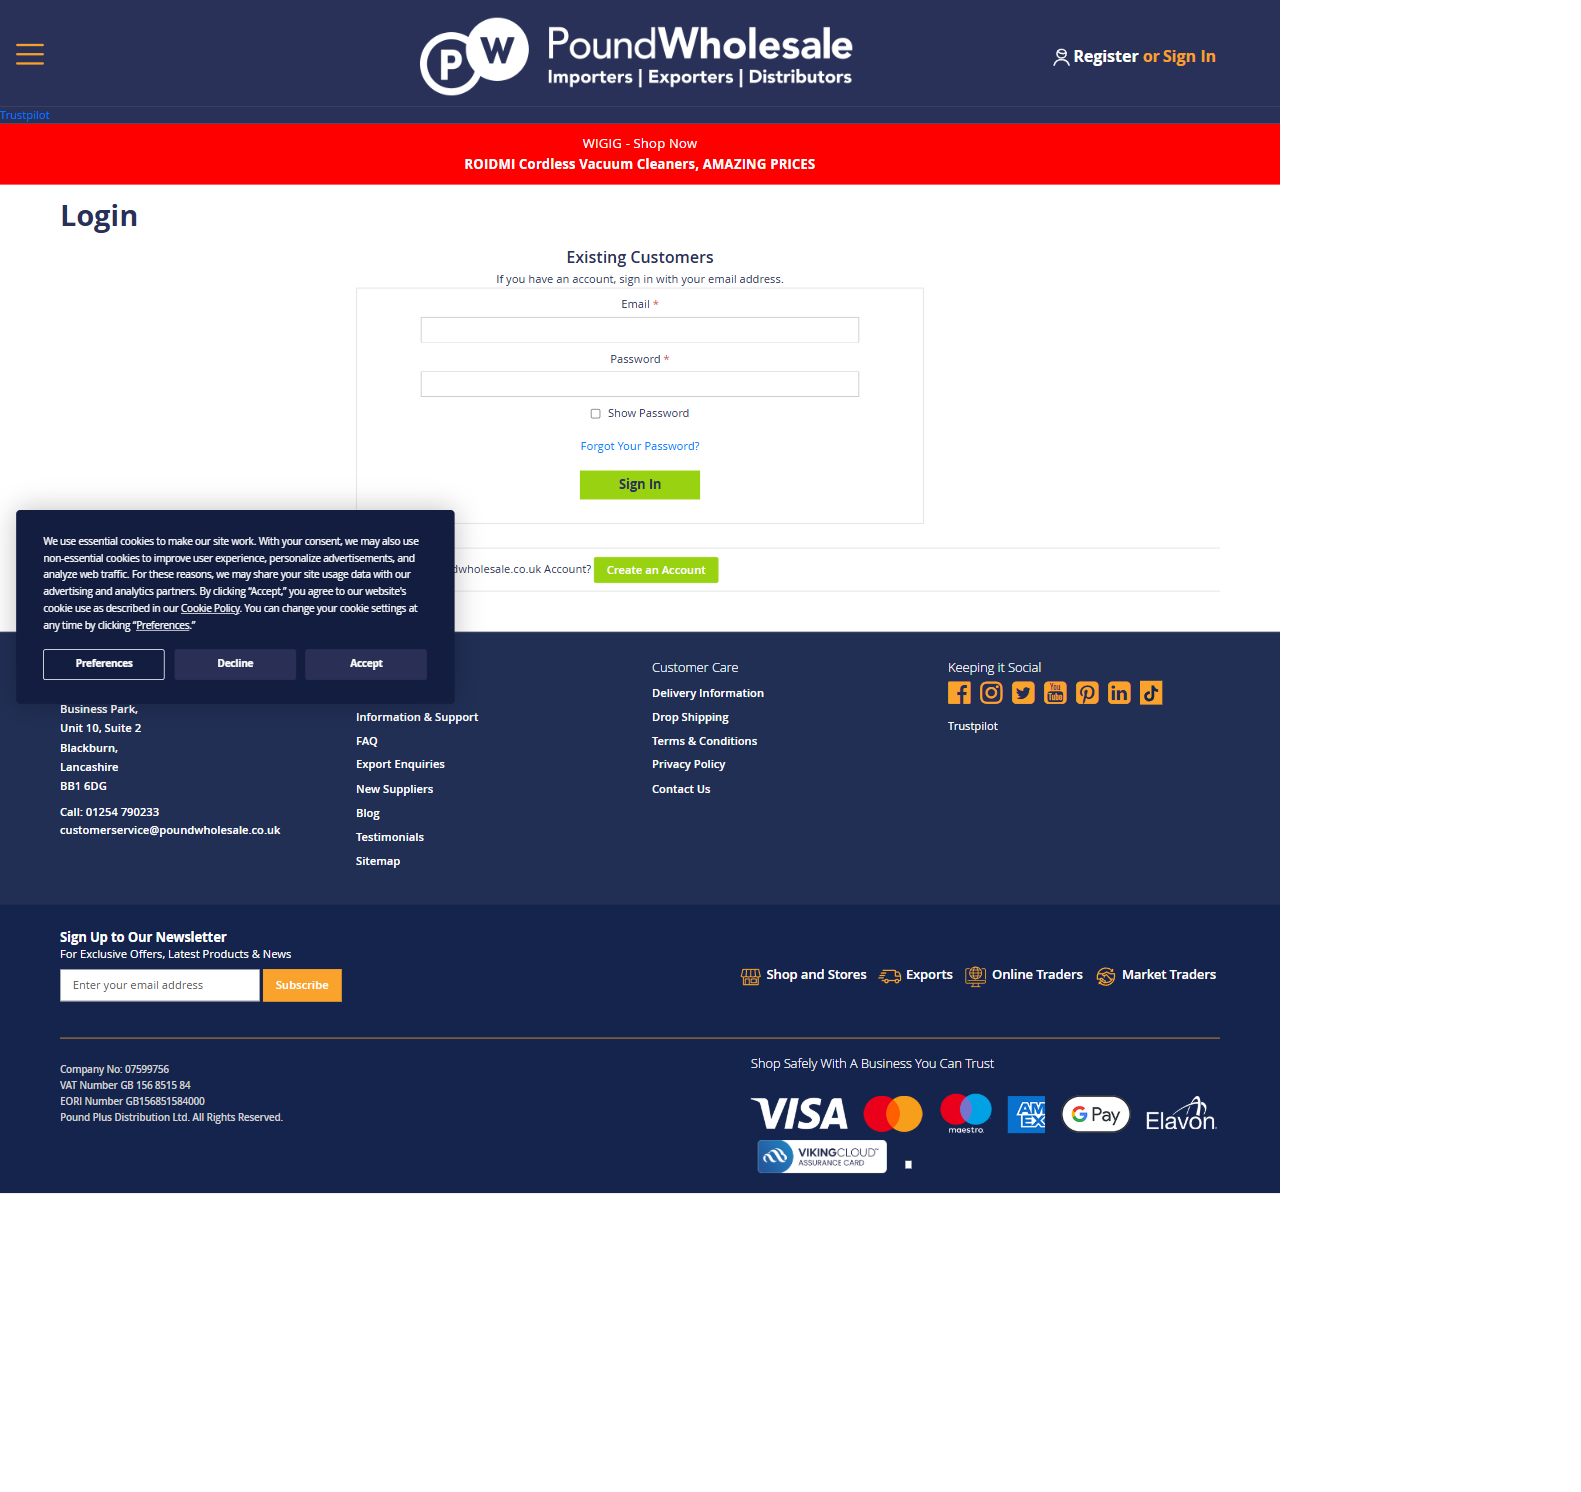 PW PoundWholesale
Importers | Exporters | Distributors
Register or Sign In
Trustpilot
WIGIG - Shop Now
ROIDMI Cordless Vacuum Cleaners, AMAZING PRICES
Login
Existing Customers
If you have an account, sign in with your email address.
Email *
Password *
Show Password
Forgot Your Password?
Sign In
We use essential cookies to make our site work. With your consent, we may also use
non-essential cookies to improve user experience, personalize advertisements, and
analyze web traffic. For these reasons, we may share your site usage data with our
advertising and analytics partners. By clicking “Accept,” you agree to our website's
cookie use as described in our Cookie Policy. You can change your cookie settings at
any time by clicking “Preferences.”
Preferences Decline Accept
dwholesale.co.uk Account? Create an Account
Business Park,
Unit 10, Suite 2
Blackburn,
Lancashire
BB1 6DG
Call: 01254 790233
customerservice@poundwholesale.co.uk
Information & Support
FAQ
Export Enquiries
New Suppliers
Blog
Testimonials
Sitemap
Customer Care
Delivery Information
Drop Shipping
Terms & Conditions
Privacy Policy
Contact Us
Keeping it Social
You Tube
in
Trustpilot
Sign Up to Our Newsletter
For Exclusive Offers, Latest Products & News
Enter your email address Subscribe
Shop and Stores Exports Online Traders Market Traders
Company No: 07599756
VAT Number GB 156 8515 84
EORI Number GB156851584000
Pound Plus Distribution Ltd. All Rights Reserved.
Shop Safely With A Business You Can Trust
VISA maestro AMEX G Pay Elavon
VIKINGCLOUD™
ASSURANCE CARD